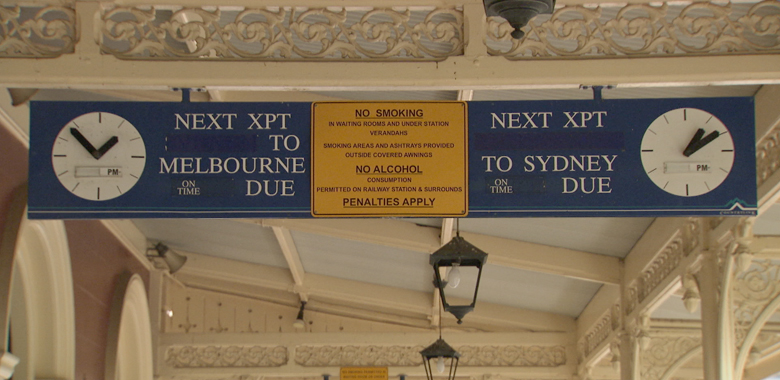 NEXT XPT
TO
MELBOURNE
ON
TIME
DUE
PM
NO SMOKING
IN WAITING ROOMS AND UNDER STATION
VERANDAHS
SMOKING AREAS AND ASHTRAYS PROVIDED
OUTSIDE COVERED AWNINGS
NO ALCOHOL
CONSUMPTION
PERMITTED ON RAILWAY STATION & SURROUNDS
PENALTIES APPLY
NEXT XPT
TO SYDNEY
ON
TIME
DUE
PM